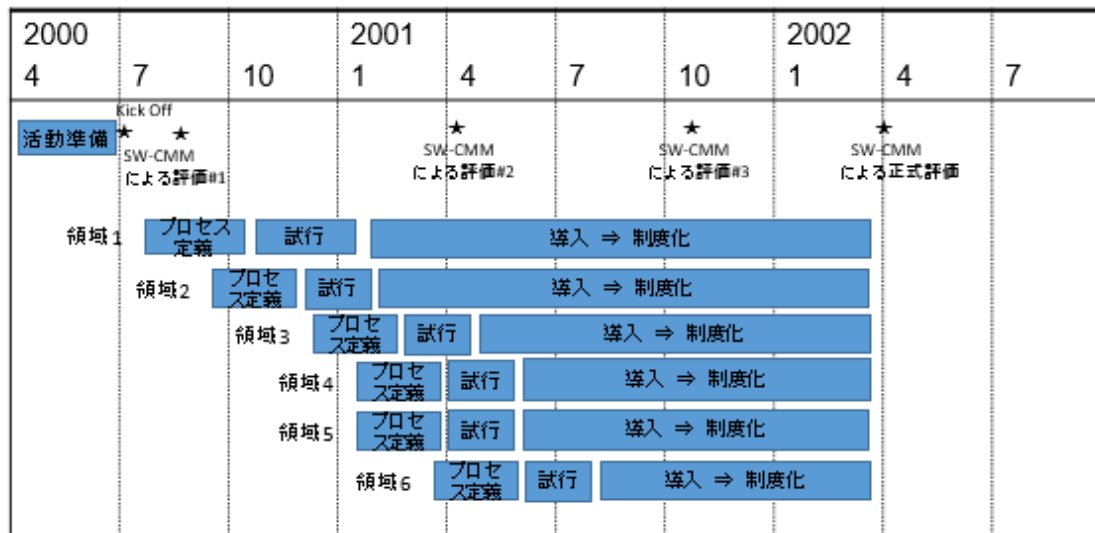 2000 2001 2002
4 7 10 1 4 7 10 1 4 7
Kick Off
活動準備 ★ ★ ★ ★ ★
SW-CMM SW-CMM SW-CMM SW-CMM
による評価#1 による評価#2 による評価#3 による正式評価
領域1 プロセス
定義 試行 導入 ⇒ 制度化
領域2 プロセ
ス定義 試行 導入 ⇒ 制度化
領域3 プロセ
ス定義 試行 導入 ⇒ 制度化
領域4 プロセ
ス定義 試行 導入 ⇒ 制度化
領域5 プロセ
ス定義 試行 導入 ⇒ 制度化
領域6 プロセ
ス定義 試行 導入 ⇒ 制度化